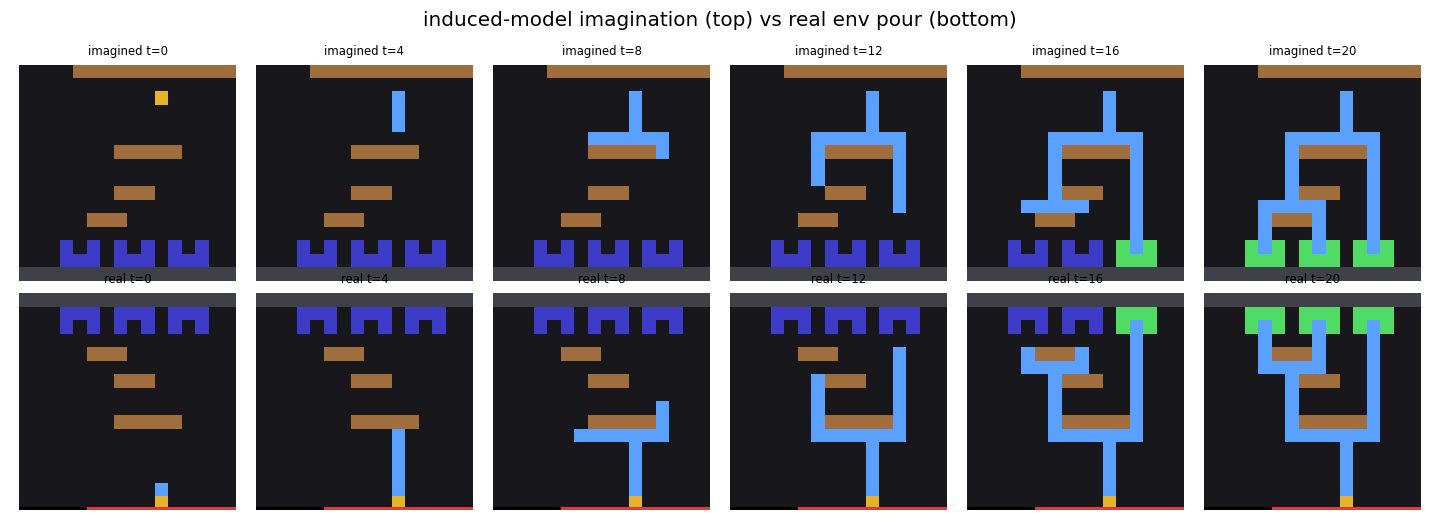 induced-model imagination (top) vs real env pour (bottom)
imagined t=0
imagined t=4
imagined t=8
imagined t=12
imagined t=16
imagined t=20
real t=0
real t=4
real t=8
real t=12
real t=16
real t=20